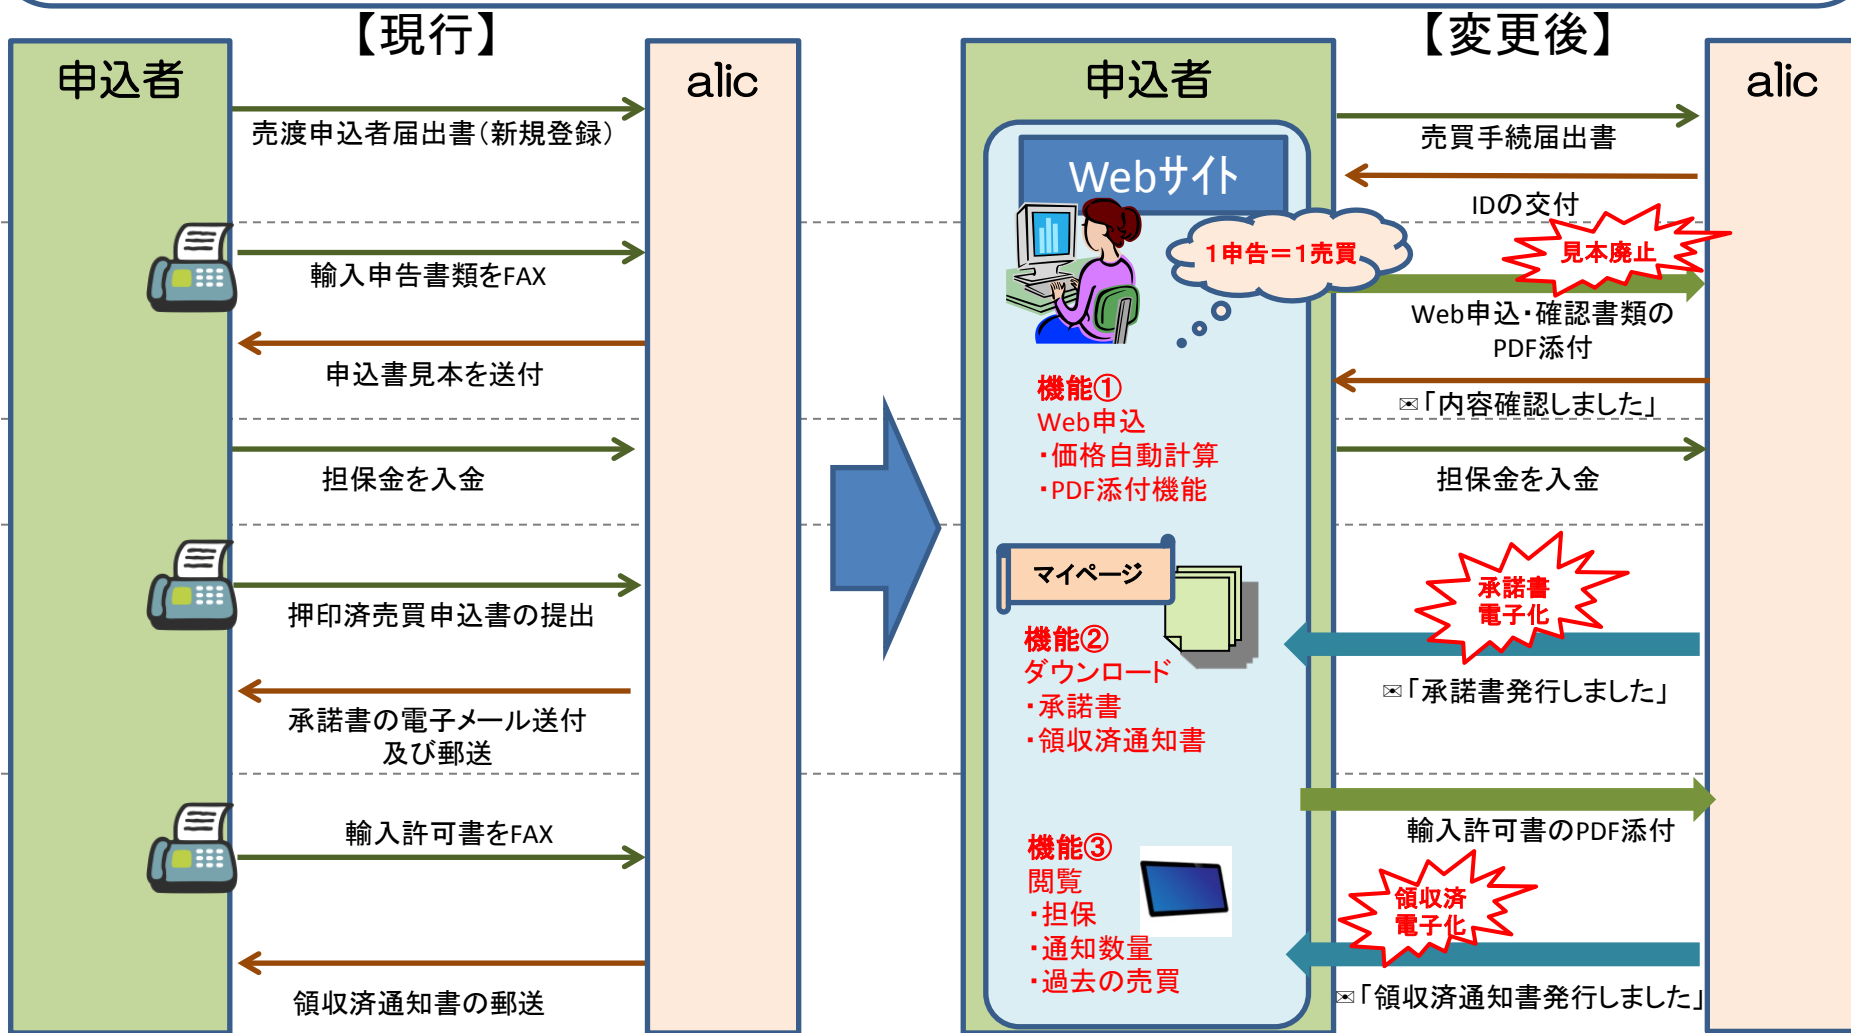 【現行】
申込者
alic
売渡申込者届出書（新規登録）
輸入申告書類をFAX
申込書見本を送付
担保金を入金
押印済売買申込書の提出
承諾書の電子メール送付
及び郵送
輸入許可書をFAX
領収済通知書の郵送
【変更後】
申込者
alic
Webサイト
1申告＝1売買
機能①
Web申込
・価格自動計算
・PDF添付機能
マイページ
機能②
ダウンロード
・承諾書
・領収済通知書
機能③
閲覧
・担保
・通知数量
・過去の売買
売買手続届出書
IDの交付
見本廃止
Web申込・確認書類の
PDF添付
✉「内容確認しました」
担保金を入金
承諾書
電子化
✉「承諾書発行しました」
輸入許可書のPDF添付
領収済
電子化
✉「領収済通知書発行しました」